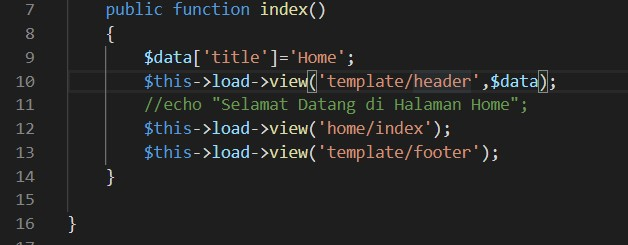 7 public function index()
8 {
9 $data['title']='Home';
10 $this->load->view('template/header',$data);
11 //echo "Selamat Datang di Halaman Home";
12 $this->load->view('home/index');
13 $this->load->view('template/footer');
14 }
15
16 }